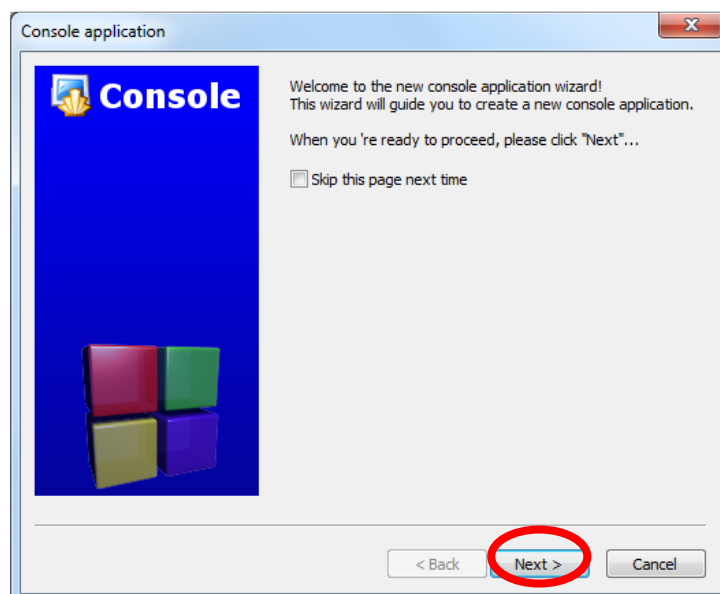 Console application
Console
Welcome to the new console application wizard!
This wizard will guide you to create a new console application.
When you 're ready to proceed, please click "Next"...
Skip this page next time
< Back
Next >
Cancel